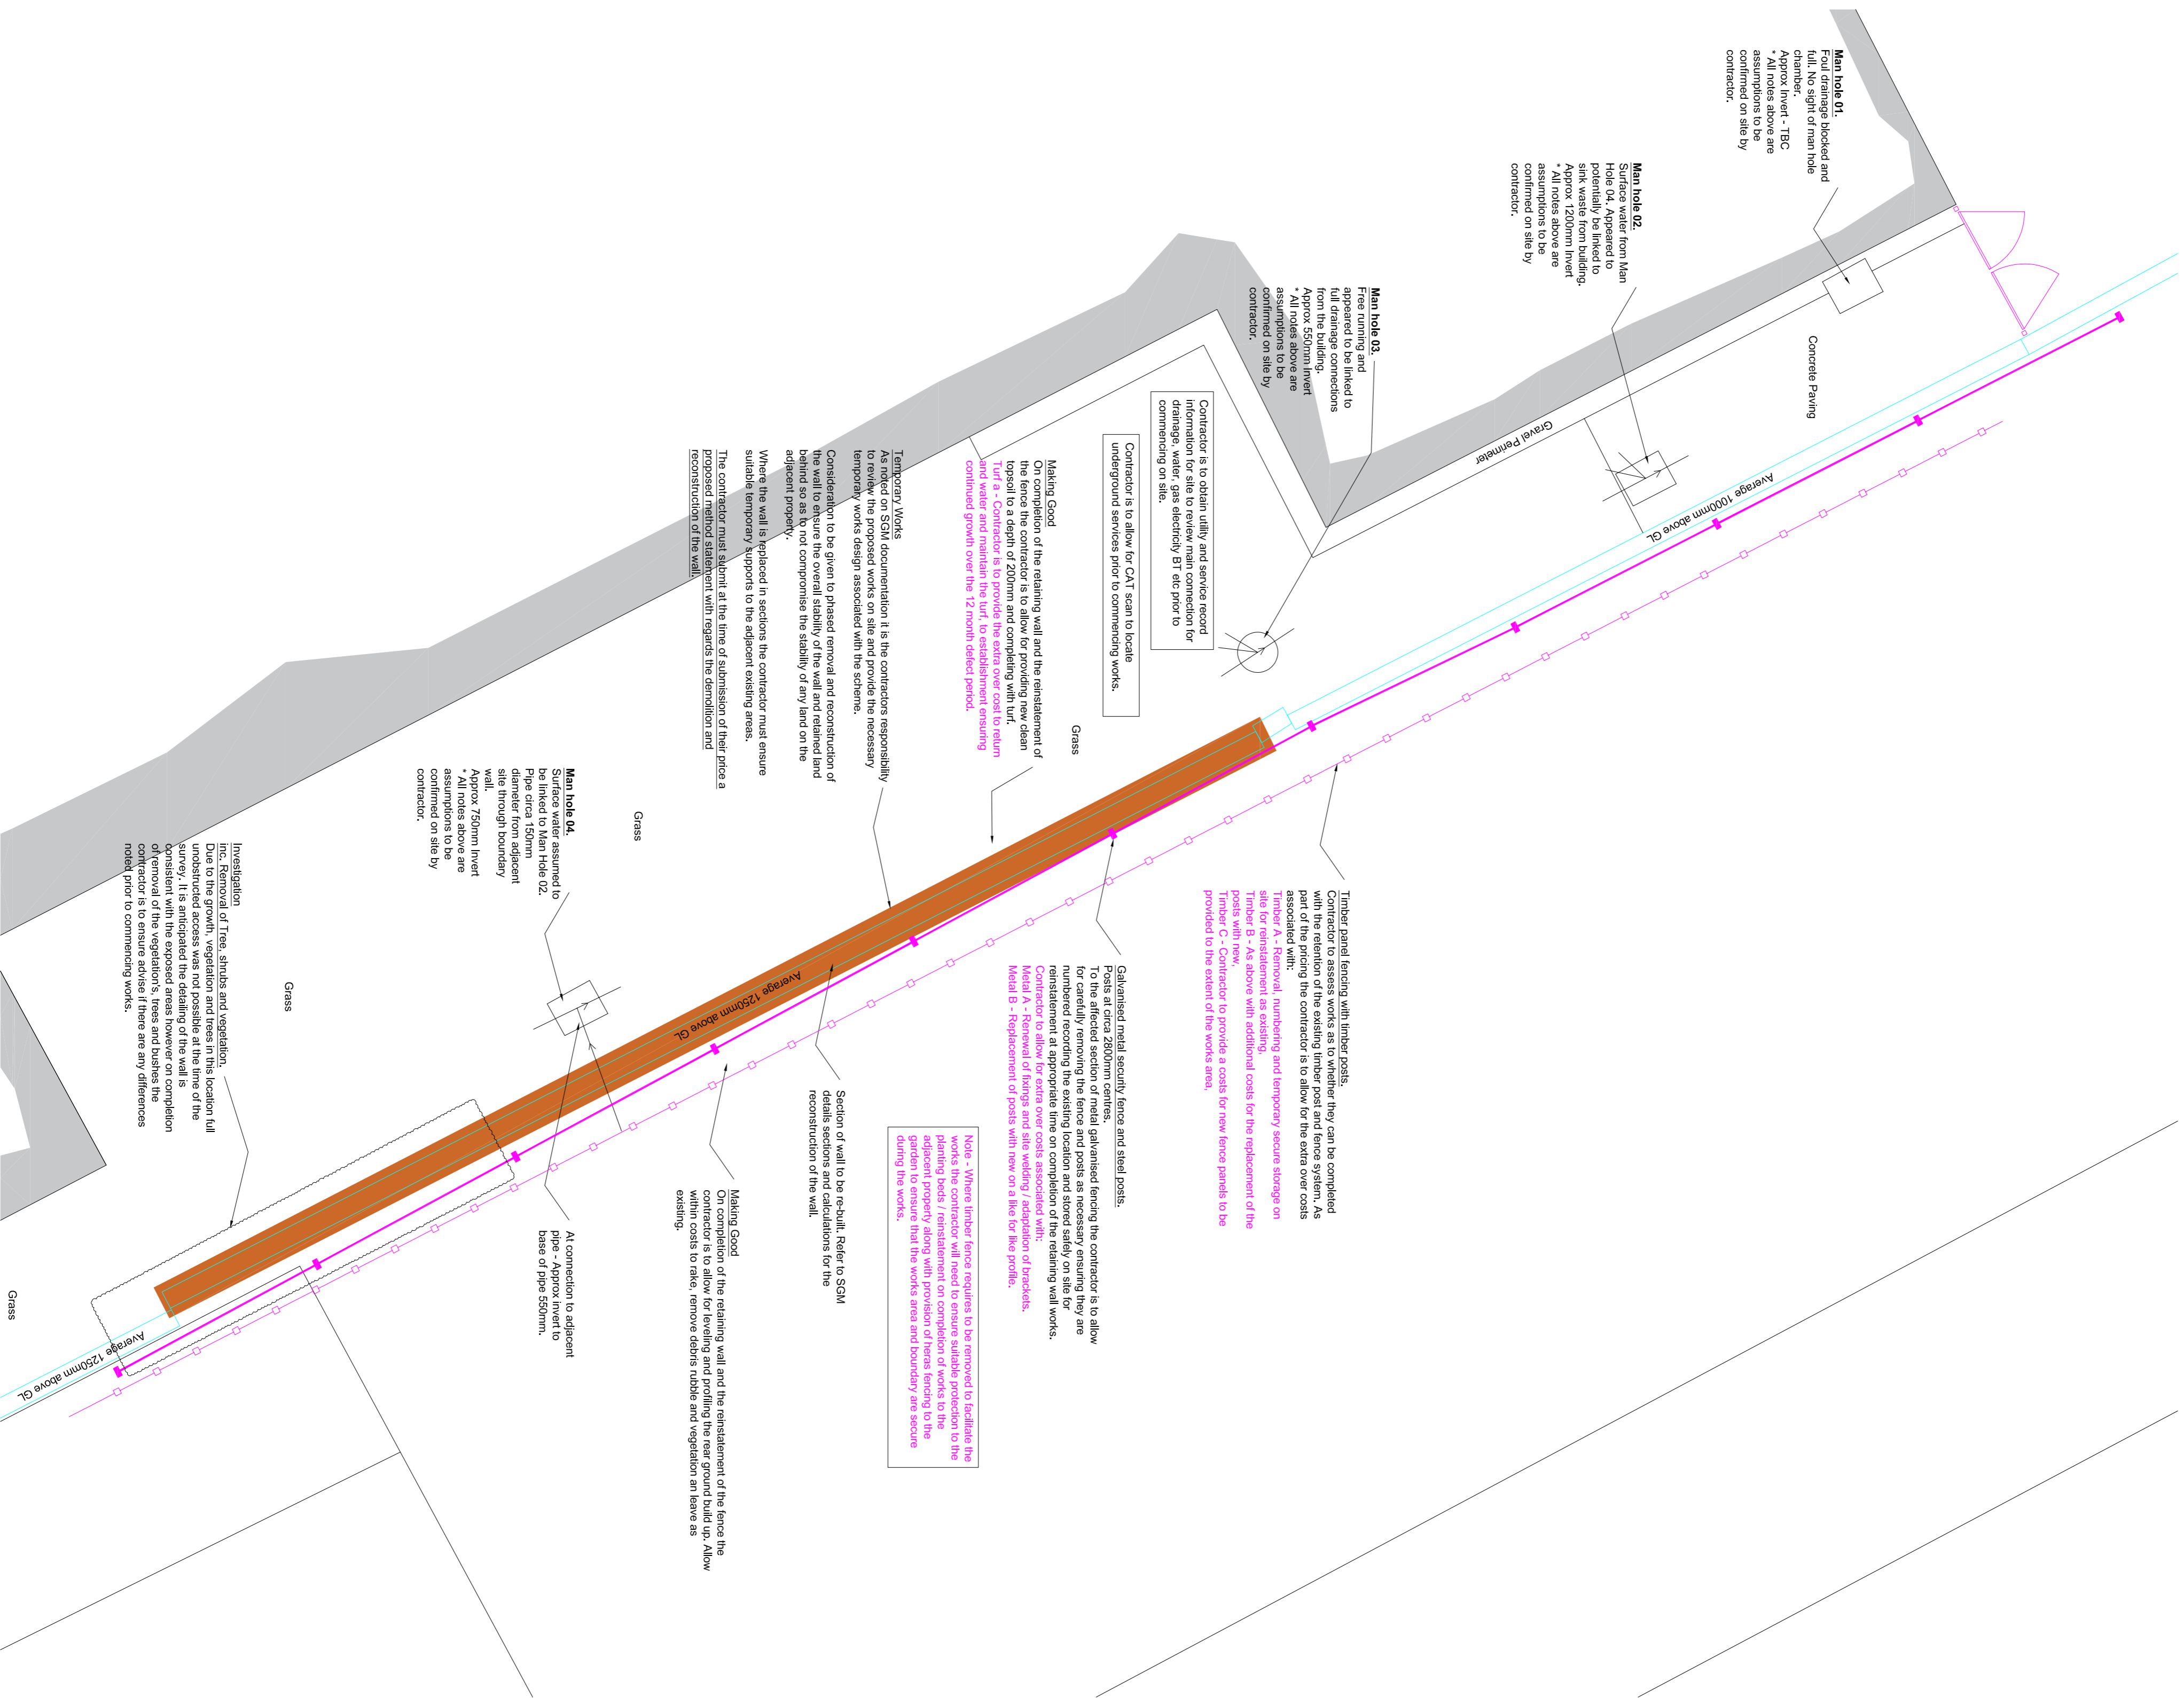 Man hole 01.
Foul drainage blocked and
full. No sight of man hole
chamber.
Approx Invert - TBC
* All notes above are
assumptions to be
confirmed on site by
contractor.
Man hole 02.
Surface water from Man
Hole 04. Appeared to
potentially be linked to
sink waste from building.
Approx 1200mm Invert
* All notes above are
assumptions to be
confirmed on site by
contractor.
Concrete Paving
Man hole 03.
Free running and
appeared to be linked to
full drainage connections
from the building.
Approx 550mm Invert
* All notes above are
assumptions to be
confirmed on site by
contractor.
Gravel Perimeter
Average 1000mm above GL
Contractor is to obtain utility and service record
information for site to review main connection for
drainage, water, gas electricity BT etc prior to
commencing on site.
Contractor is to allow for CAT scan to locate
underground services prior to commencing works.
Making Good
On completion of the retaining wall and the reinstatement of
the fence the contractor is to allow for providing new clean
topsoil to a depth of 200mm and completing with turf.
Turf a - Contractor is to provide the extra over cost to return
and water and maintain the turf, to establishment ensuring
continued growth over the 12 month defect period.
Grass
Temporary Works
As noted on SGM documentation it is the contractors responsibility
to review the proposed works on site and provide the necessary
temporary works design associated with the scheme.
Consideration to be given to phased removal and reconstruction of
the wall to ensure the overall stability of the wall and retained land
behind so as to not compromise the stability of any land on the
adjacent property.
Where the wall is replaced in sections the contractor must ensure
suitable temporary supports to the adjacent existing areas.
The contractor must submit at the time of submission of their price a
proposed method statement with regards the demolition and
reconstruction of the wall.
Timber panel fencing with timber posts.
Contractor to assess works as to whether they can be completed
with the retention of the existing timber post and fence system. As
part of the pricing the contractor is to allow for the extra over costs
associated with:
Timber A - Removal, numbering and temporary secure storage on
site for reinstatement as existing.
Timber B - As above with additional costs for the replacement of the
posts with new.
Timber C - Contractor to provide a costs for new fence panels to be
provided to the extent of the works area.
Galvanised metal security fence and steel posts.
Posts at circa 2800mm centres.
To the affected section of metal galvanised fencing the contractor is to allow
for carefully removing the fence and posts as necessary ensuring they are
numbered recording the existing location and stored safely on site for
reinstatement at appropriate time on completion of the retaining wall works.
Contractor to allow for extra over costs associated with:
Metal A - Renewal of fixings and site welding / adaptation of brackets.
Metal B - Replacement of posts with new on a like for like profile.
Note - Where timber fence requires to be removed to facilitate the
works the contractor will need to ensure suitable protection to the
planting beds / reinstatement on completion of works to the
adjacent property along with provision of heras fencing to the
garden to ensure that the works area and boundary are secure
during the works.
Section of wall to be re-built. Refer to SGM
details sections and calculations for the
reconstruction of the wall.
Average 1250mm above GL
Making Good
On completion of the retaining wall and the reinstatement of the fence the
contractor is to allow for leveling and profiling the rear ground build up. Allow
within costs to rake, remove debris rubble and vegetation an leave as
existing.
Grass
Man hole 04.
Surface water assumed to
be linked to Man Hole 02.
Pipe circa 150mm
diameter from adjacent
site through boundary
wall.
Approx 750mm Invert
* All notes above are
assumptions to be
confirmed on site by
contractor.
At connection to adjacent
pipe - Approx invert to
base of pipe 550mm.
Grass
Investigation
inc. Removal of Tree, shrubs and vegetation.
Due to the growth, vegetation and trees in this location full
unobstructed access was not possible at the time of the
survey. It is anticipated the detailing of the wall is
consistent with the exposed areas however on completion
of removal of the vegetation's, trees and bushes the
contractor is to ensure advise if there are any differences
noted prior to commencing works.
Average 1250mm above GL
Grass